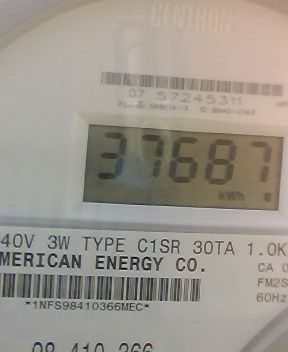 CENTRON
07 57245311
37687
kWh
40V 3W TYPE C1SR 30TA 1.0K
MERICAN ENERGY CO.
CA 0
FM2S
60Hz
*1NFS98410366MEC*
98 410 366